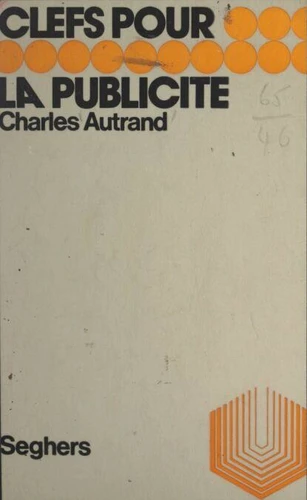 CLEFS POUR
LA PUBLICITE
Charles Autrand
65
46
Seghers